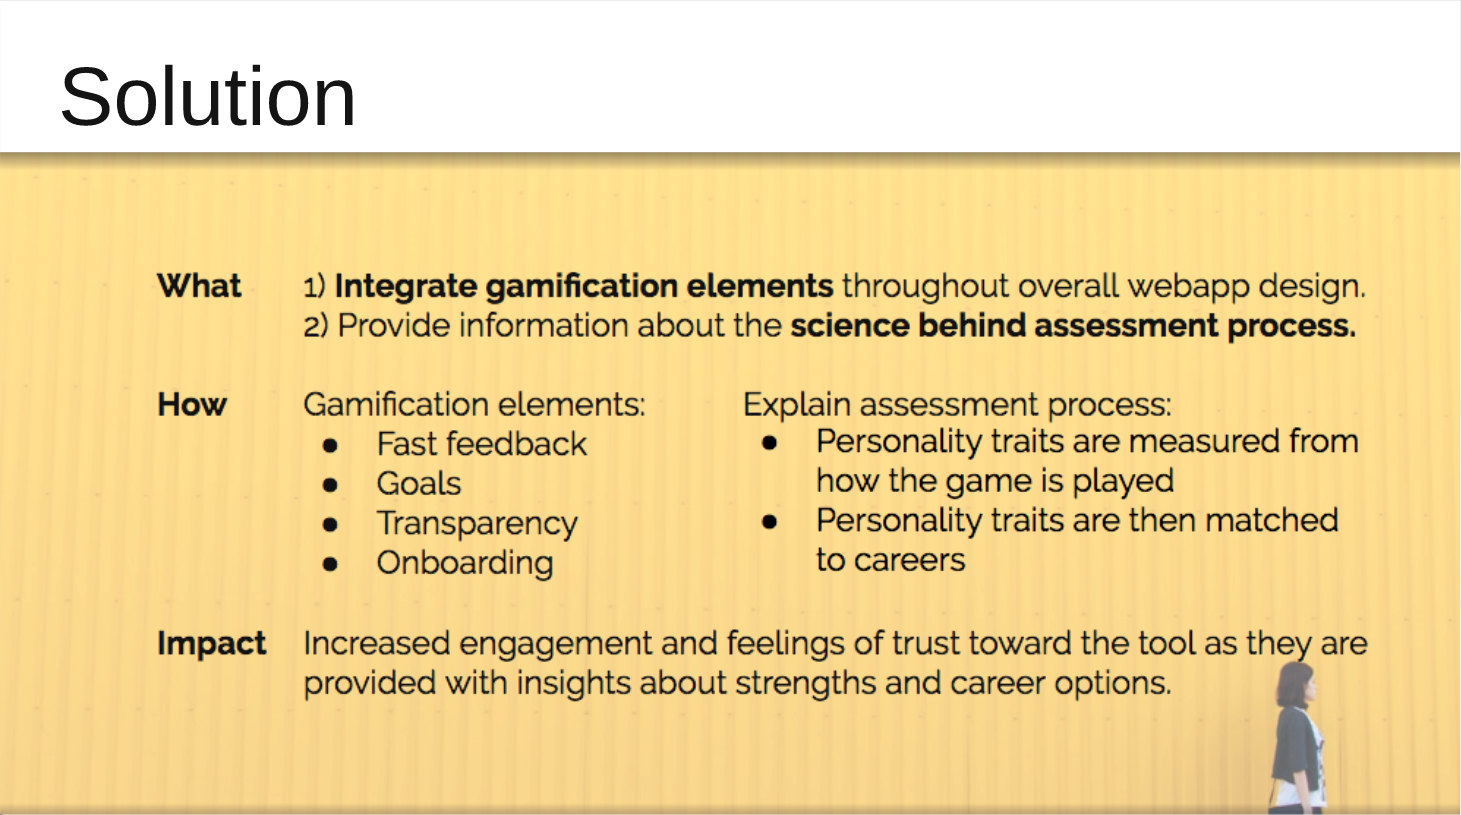 Solution
What 1) Integrate gamification elements throughout overall webapp design.
2) Provide information about the science behind assessment process.
How Gamification elements:
● Fast feedback
● Goals
● Transparency
● Onboarding
Explain assessment process:
● Personality traits are measured from
how the game is played
● Personality traits are then matched
to careers
Impact Increased engagement and feelings of trust toward the tool as they are
provided with insights about strengths and career options.